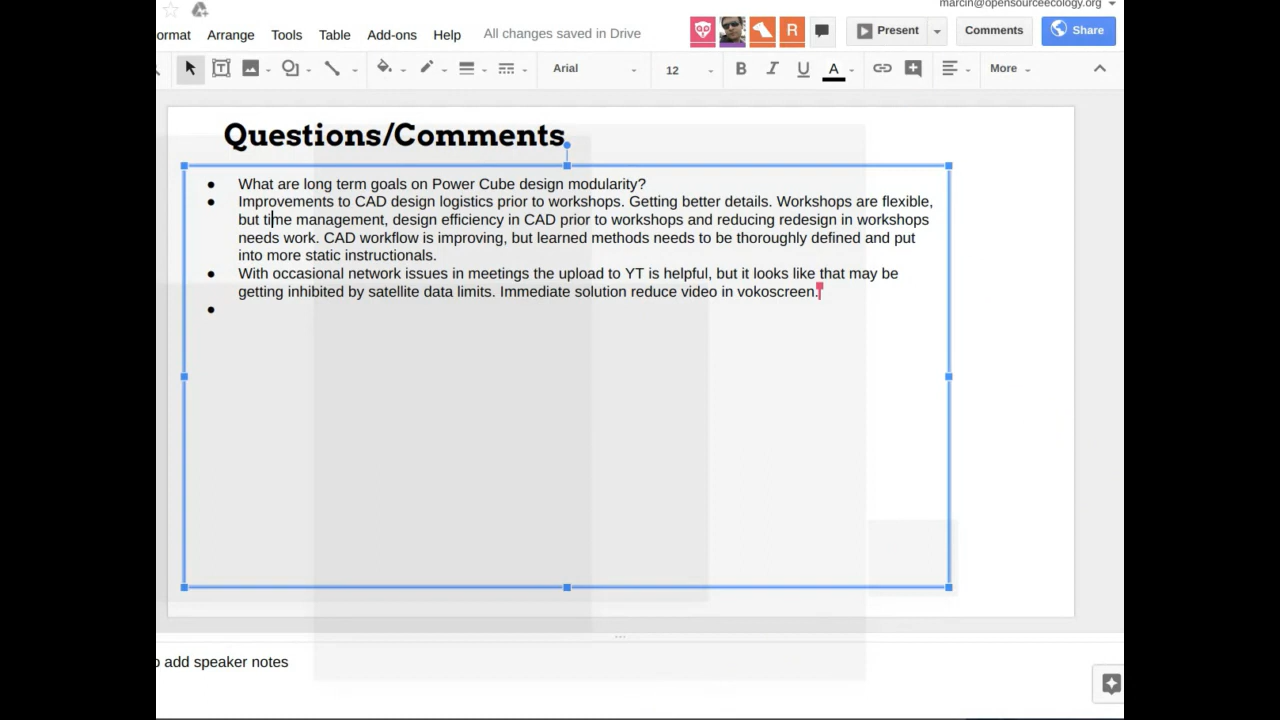 marcin@opensourceecology.org
ormat Arrange Tools Table Add-ons Help All changes saved in Drive R Present Comments Share
Arial 12 B I U A More
Questions/Comments
● What are long term goals on Power Cube design modularity?
● Improvements to CAD design logistics prior to workshops. Getting better details. Workshops are flexible,
but time management, design efficiency in CAD prior to workshops and reducing redesign in workshops
needs work. CAD workflow is improving, but learned methods needs to be thoroughly defined and put
into more static instructionals.
● With occasional network issues in meetings the upload to YT is helpful, but it looks like that may be
getting inhibited by satellite data limits. Immediate solution reduce video in vokoscreen.
●
o add speaker notes